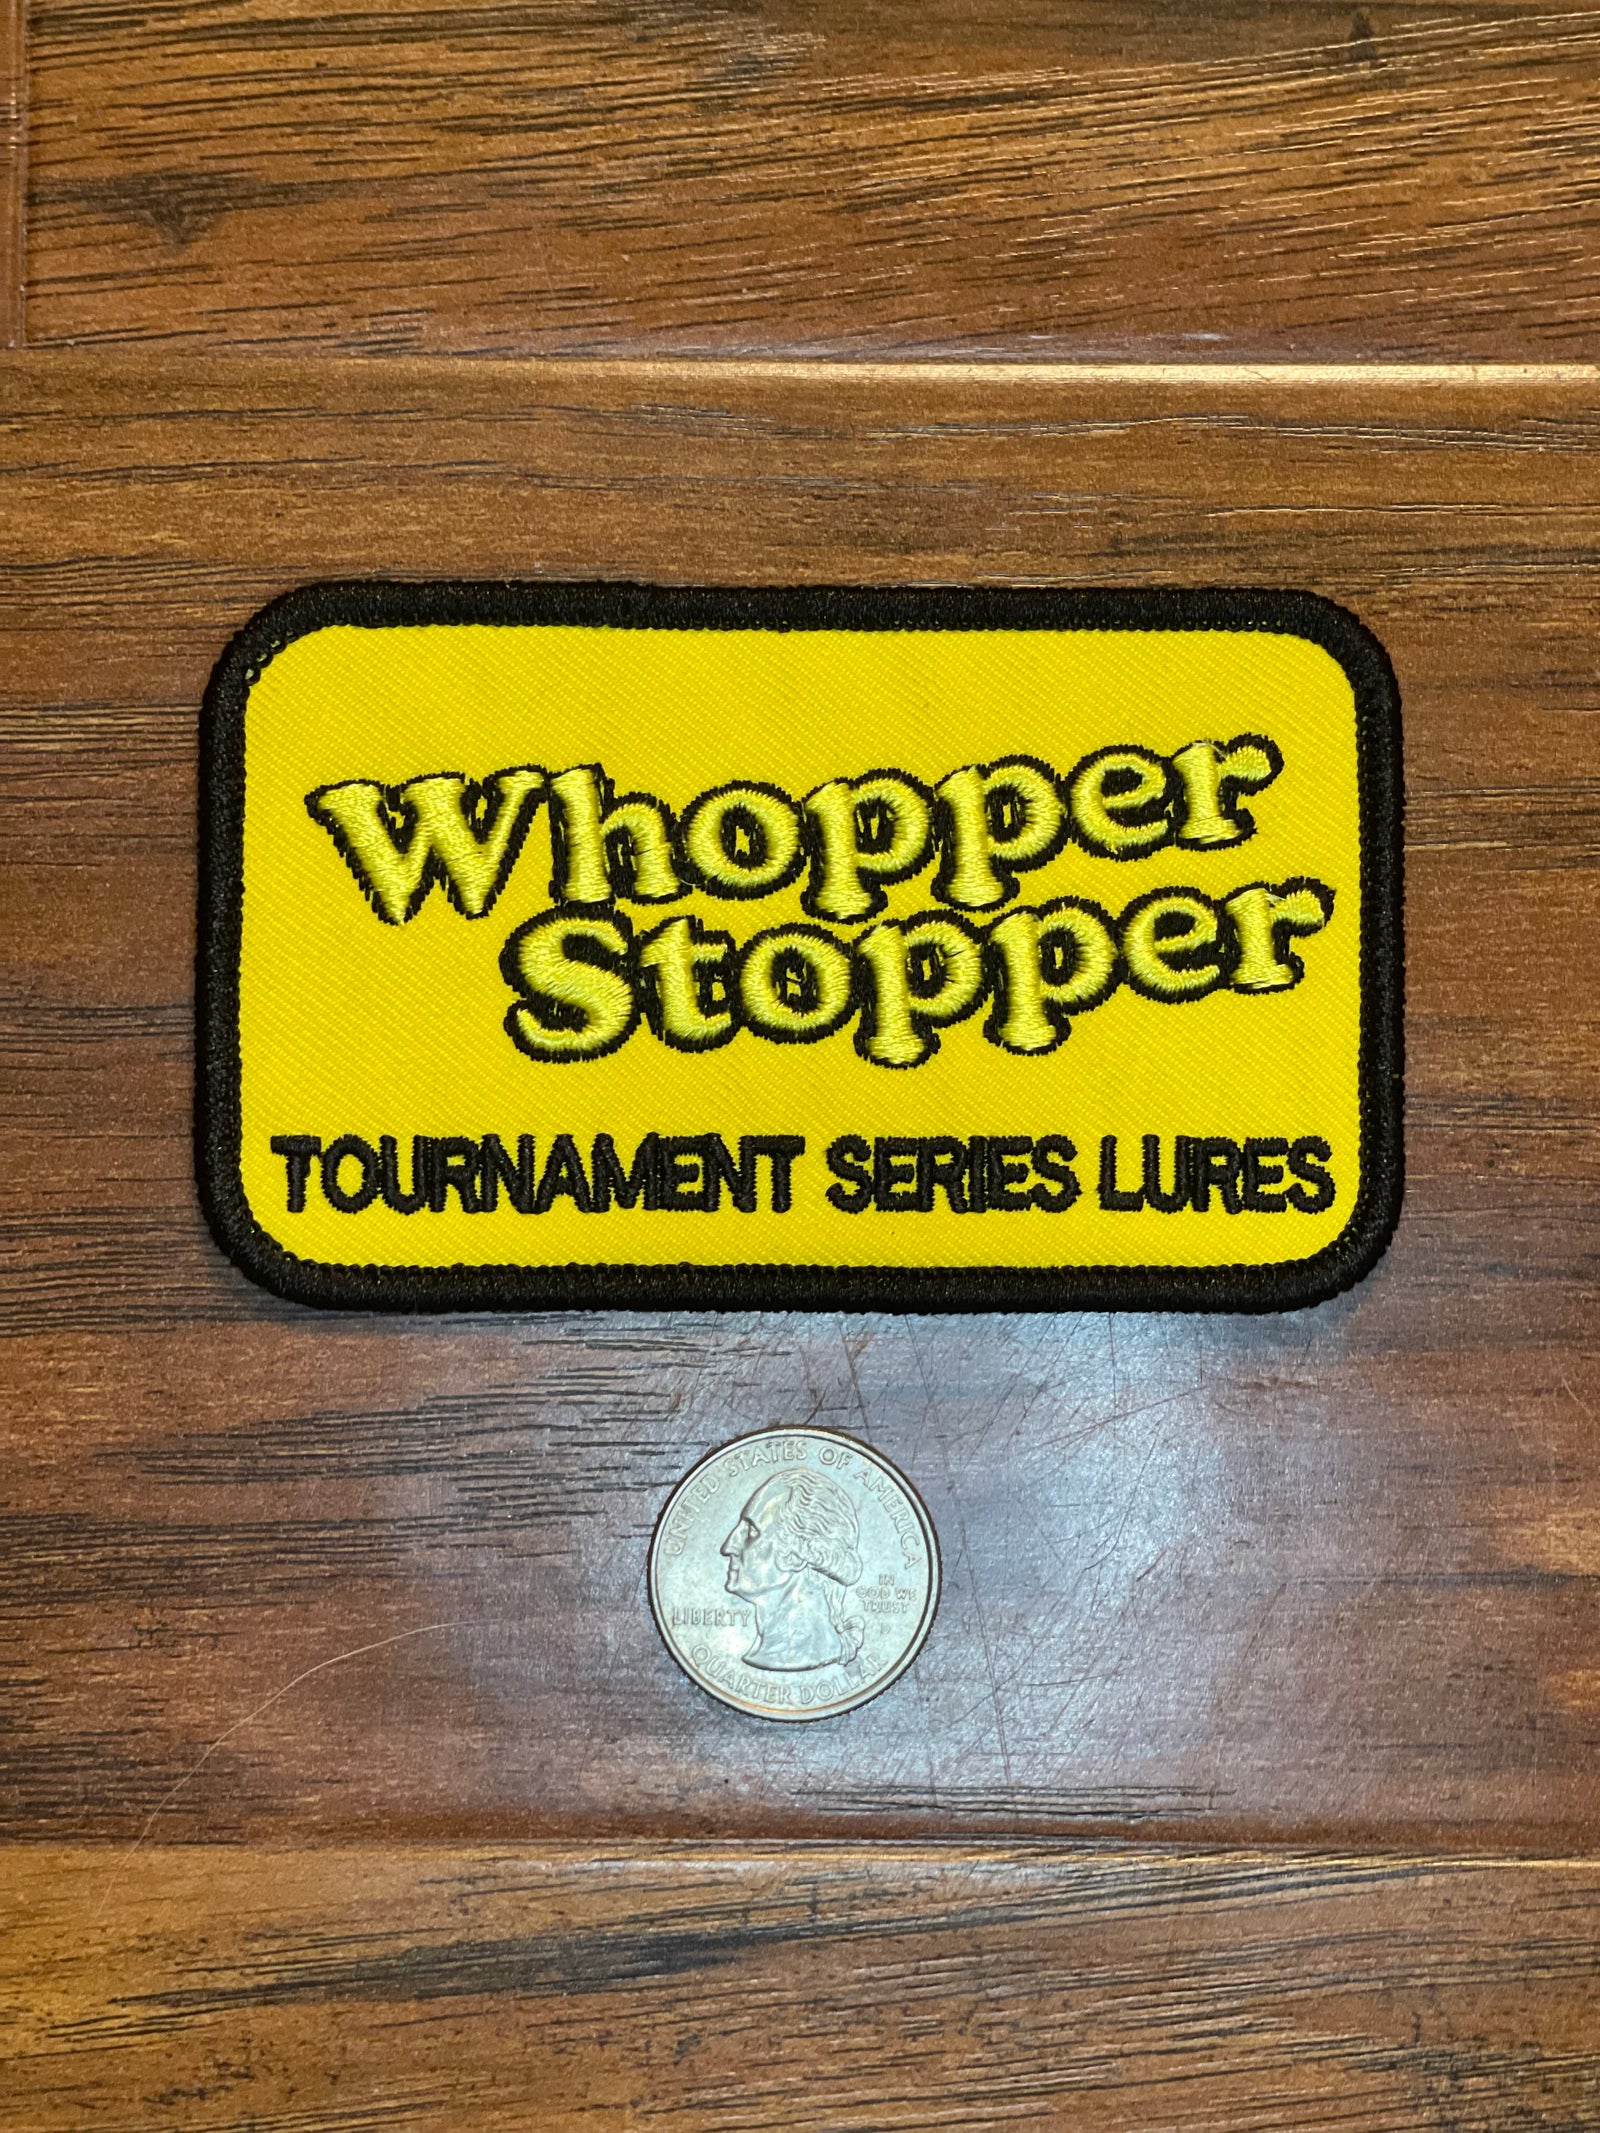 Whopper
Stopper
TOURNAMENT SERIES LURES
UNITED STATES OF AMERICA
IN
GOD WE
TRUST
LIBERTY
D
QUARTER DOLLAR